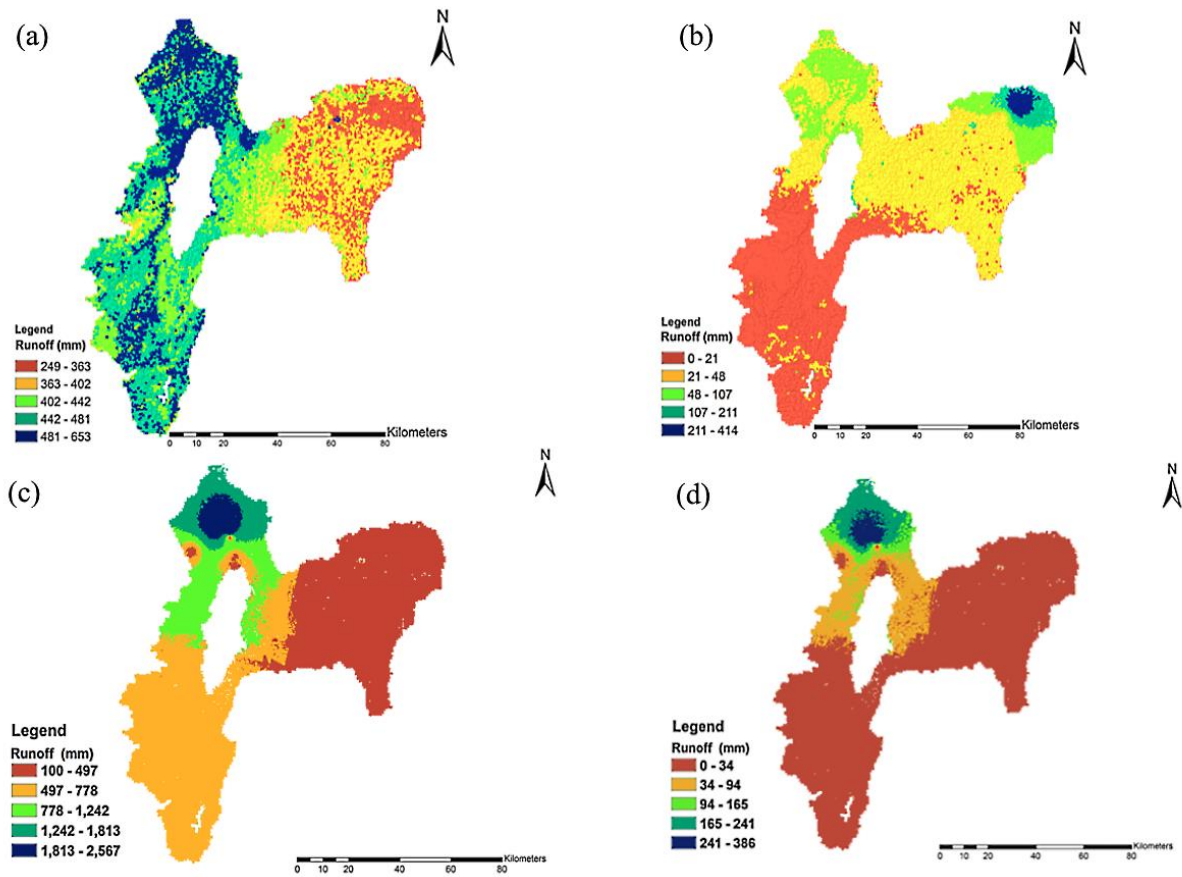 (a)
N
Legend
Runoff (mm)
249 - 363
363 - 402
402 - 442
442 - 481
481 - 653
0 10 20 40 60 80 Kilometers
(b)
N
Legend
Runoff (mm)
0 - 21
21 - 48
48 - 107
107 - 211
211 - 414
0 10 20 40 60 80 Kilometers
(c)
N
Legend
Runoff (mm)
100 - 497
497 - 778
778 - 1,242
1,242 - 1,813
1,813 - 2,567
0 10 20 40 60 80 Kilometers
(d)
N
Legend
Runoff (mm)
0 - 34
34 - 94
94 - 165
165 - 241
241 - 386
0 10 20 40 60 80 Kilometers